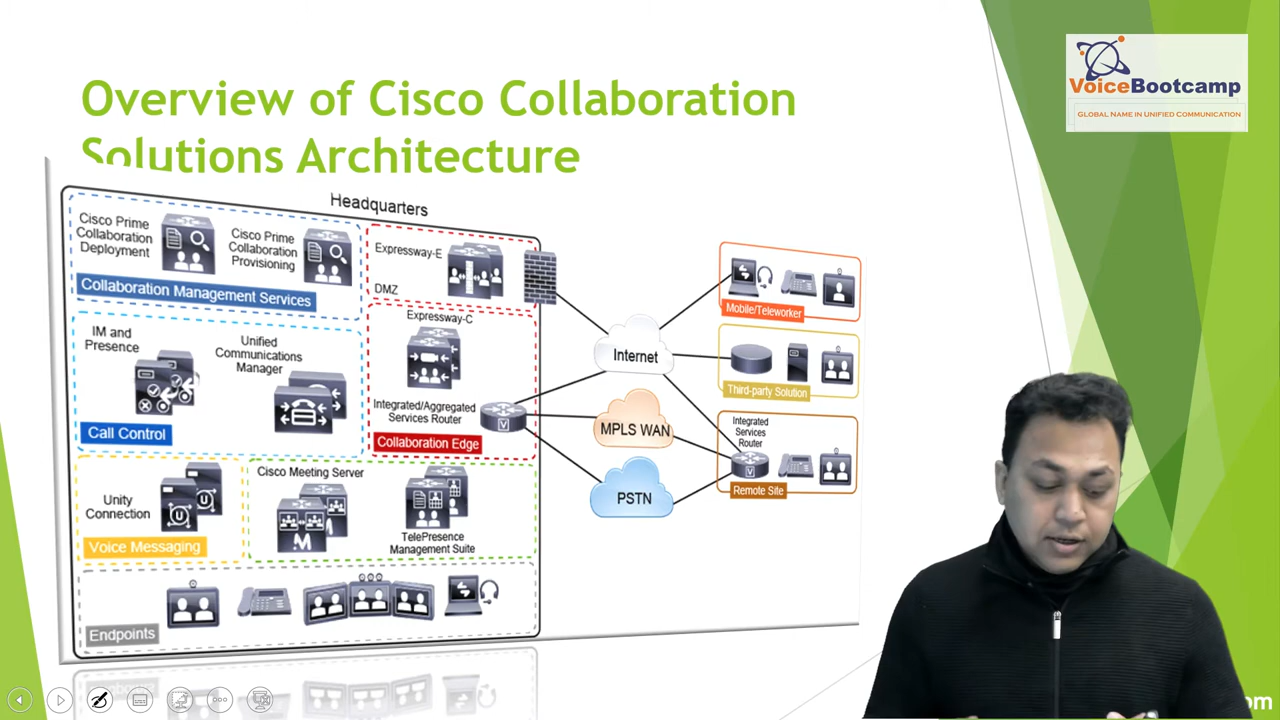 Overview of Cisco Collaboration
Solutions Architecture
VoiceBootcamp
GLOBAL NAME IN UNIFIED COMMUNICATION
Headquarters
Cisco Prime
Collaboration
Deployment
Cisco Prime
Collaboration
Provisioning
Collaboration Management Services
Expressway-E
DMZ
IM and
Presence
Unified
Communications
Manager
Call Control
Expressway-C
Integrated/Aggregated
Services Router
V
Collaboration Edge
Unity
Connection
Voice Messaging
Cisco Meeting Server
M
TelePresence
Management Suite
Endpoints
Internet
MPLS WAN
PSTN
Mobile/Teleworker
Third-party Solution
Integrated
Services
Router
V
Remote Site
om